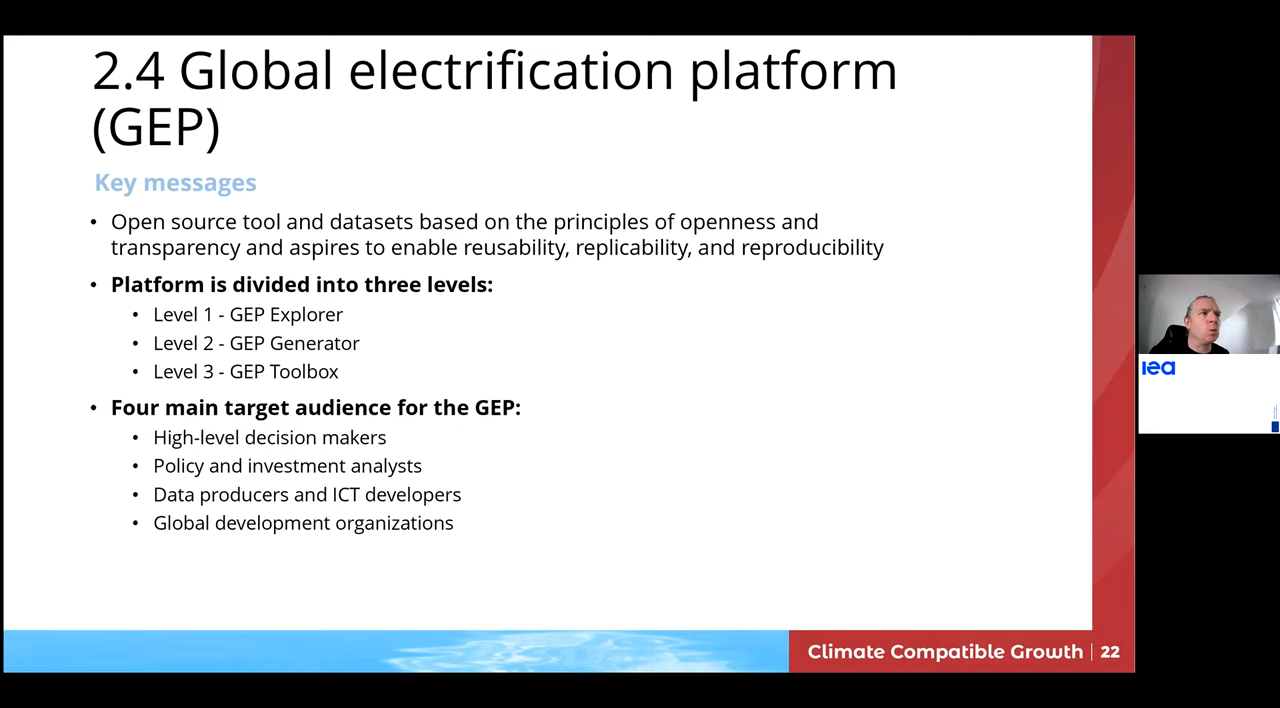 2.4 Global electrification platform
(GEP)
Key messages
• Open source tool and datasets based on the principles of openness and
transparency and aspires to enable reusability, replicability, and reproducibility
• Platform is divided into three levels:
• Level 1 - GEP Explorer
• Level 2 - GEP Generator
• Level 3 - GEP Toolbox
• Four main target audience for the GEP:
• High-level decision makers
• Policy and investment analysts
• Data producers and ICT developers
• Global development organizations
Climate Compatible Growth | 22
iea